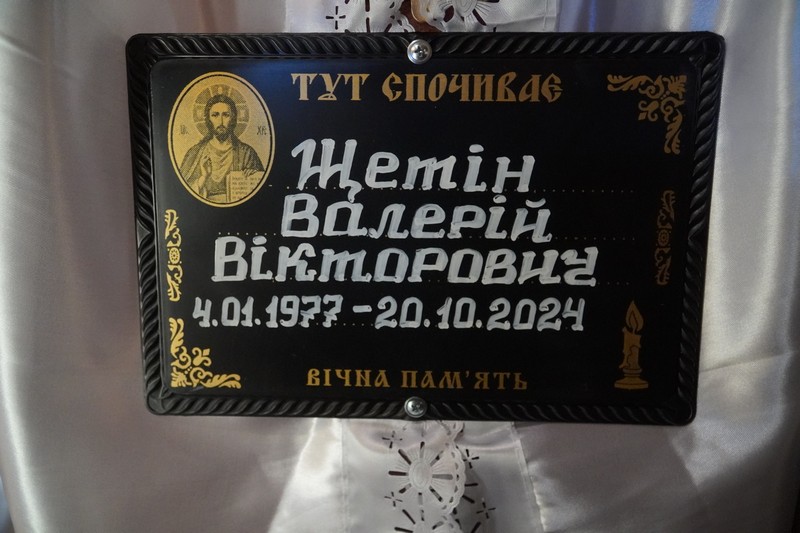 ТУТ СПОЧИВАЄ
Щетін
Валерій
Вікторович
4.01.1977 - 20.10.2024
ВІЧНА ПАМ'ЯТЬ